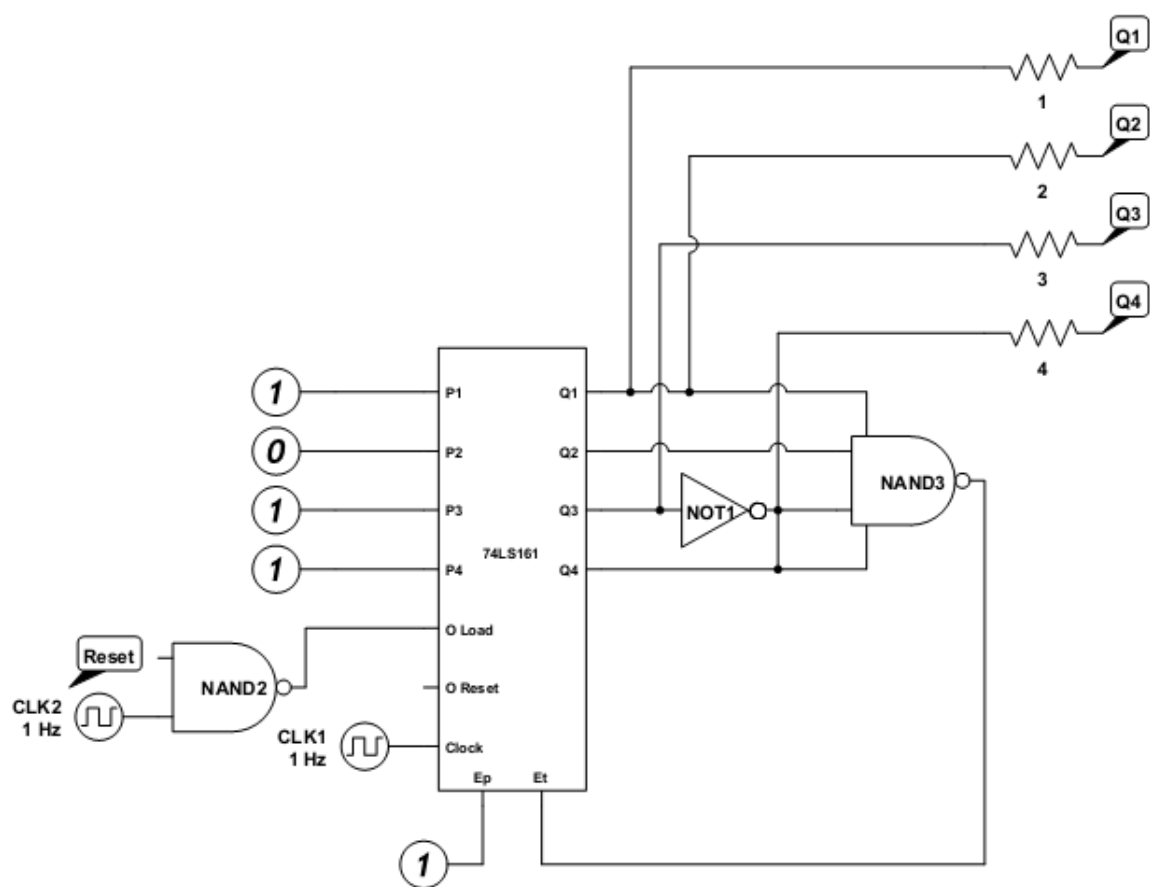 Q1
1
Q2
2
Q3
3
Q4
4
1
P1
Q1
0
P2
Q2
NAND3
1
P3
Q3
NOT1
74LS161
1
P4
Q4
O Load
Reset
NAND2
O Reset
CLK2
1 Hz
CLK1
1 Hz
Clock
Ep
Et
1